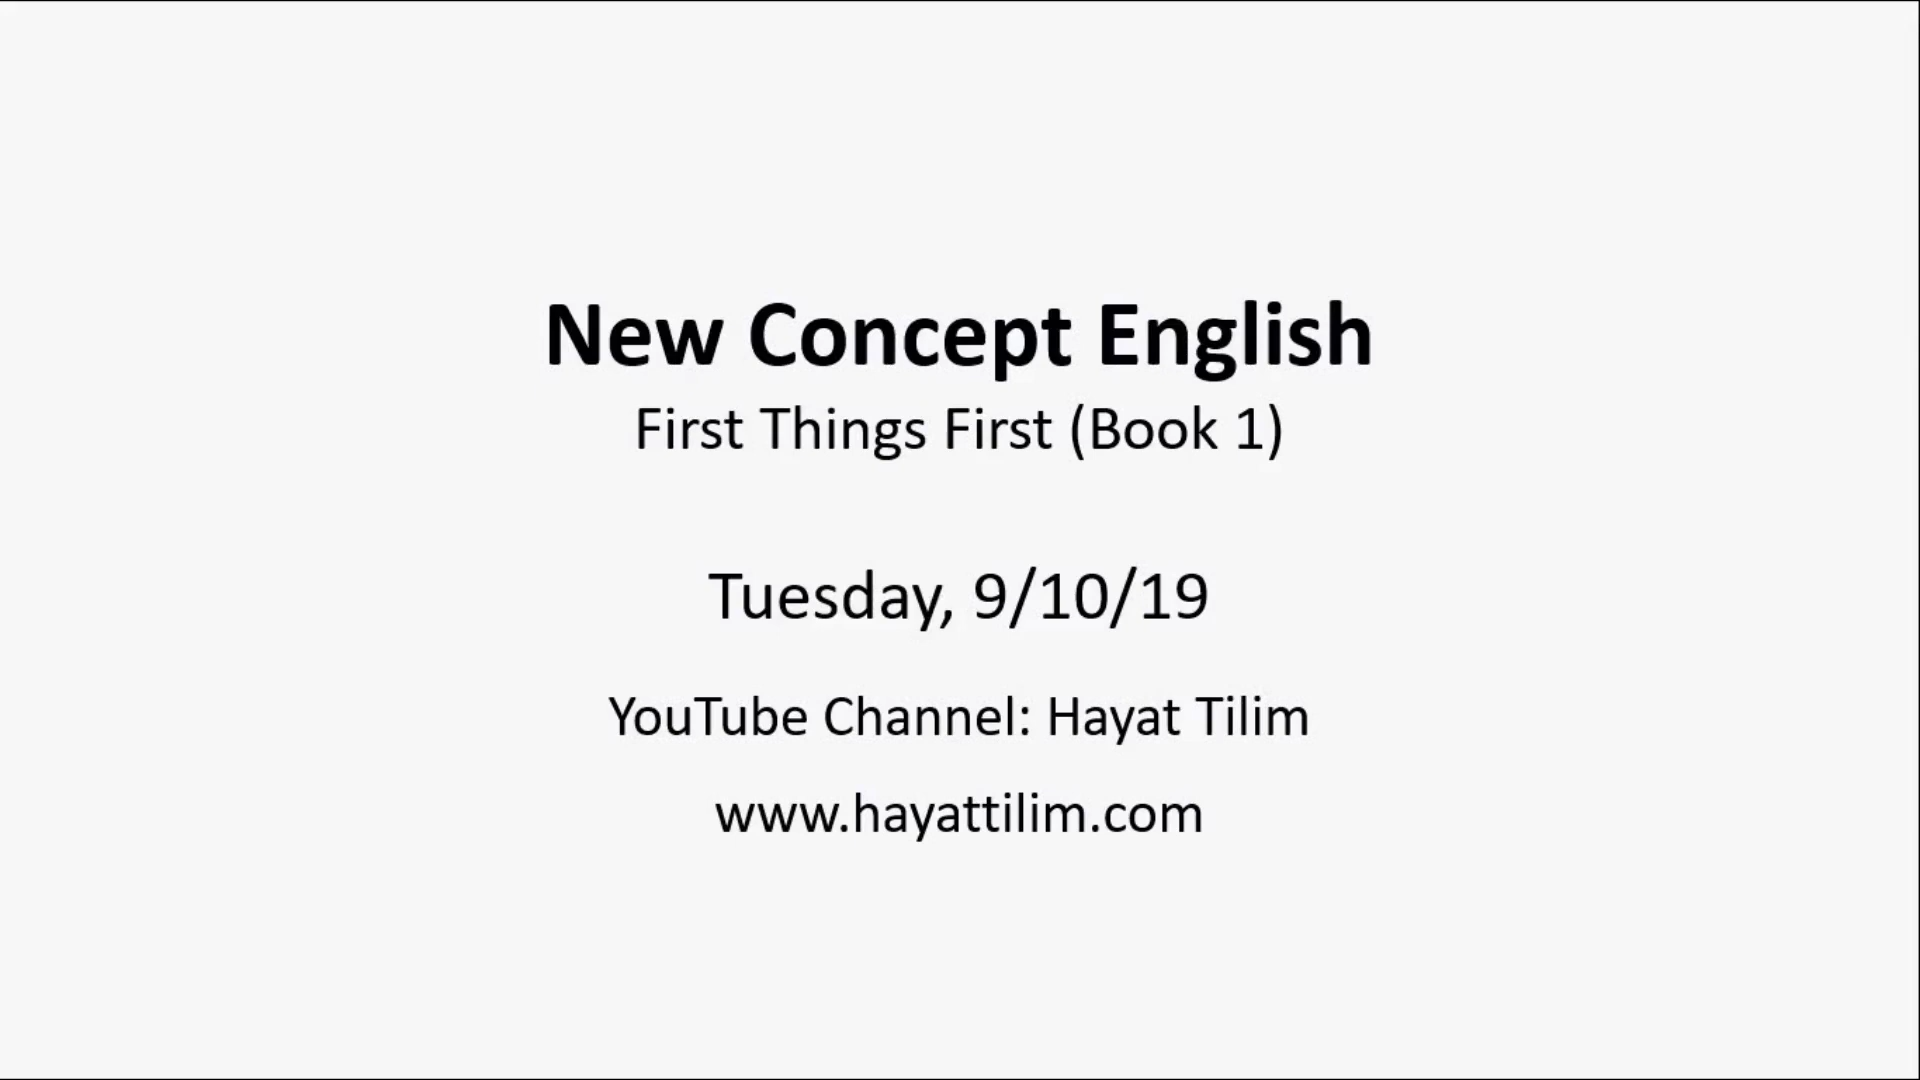 New Concept English
First Things First (Book 1)
Tuesday, 9/10/19
YouTube Channel: Hayat Tilim
www.hayattilim.com